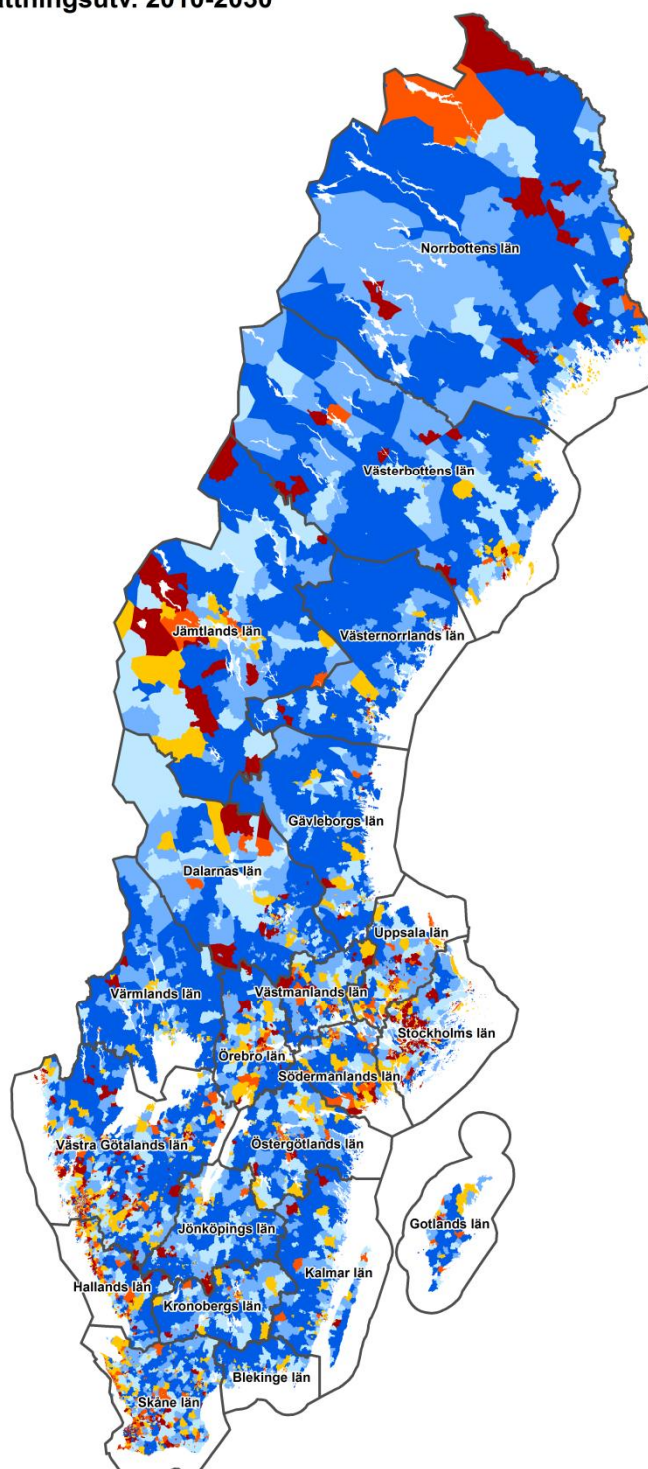 2010-2030
Norrbottens län
Västerbottens län
Jämtlands län
Västernorrlands län
Gävleborgs län
Dalarnas län
Uppsala län
Värmlands län
Västmanlands län
Stockholms län
Örebro län
Södermanlands län
Västra Götalands län
Östergötlands län
Gotlands län
Jönköpings län
Kalmar län
Hallands län
Kronobergs län
Blekinge län
Skåne län